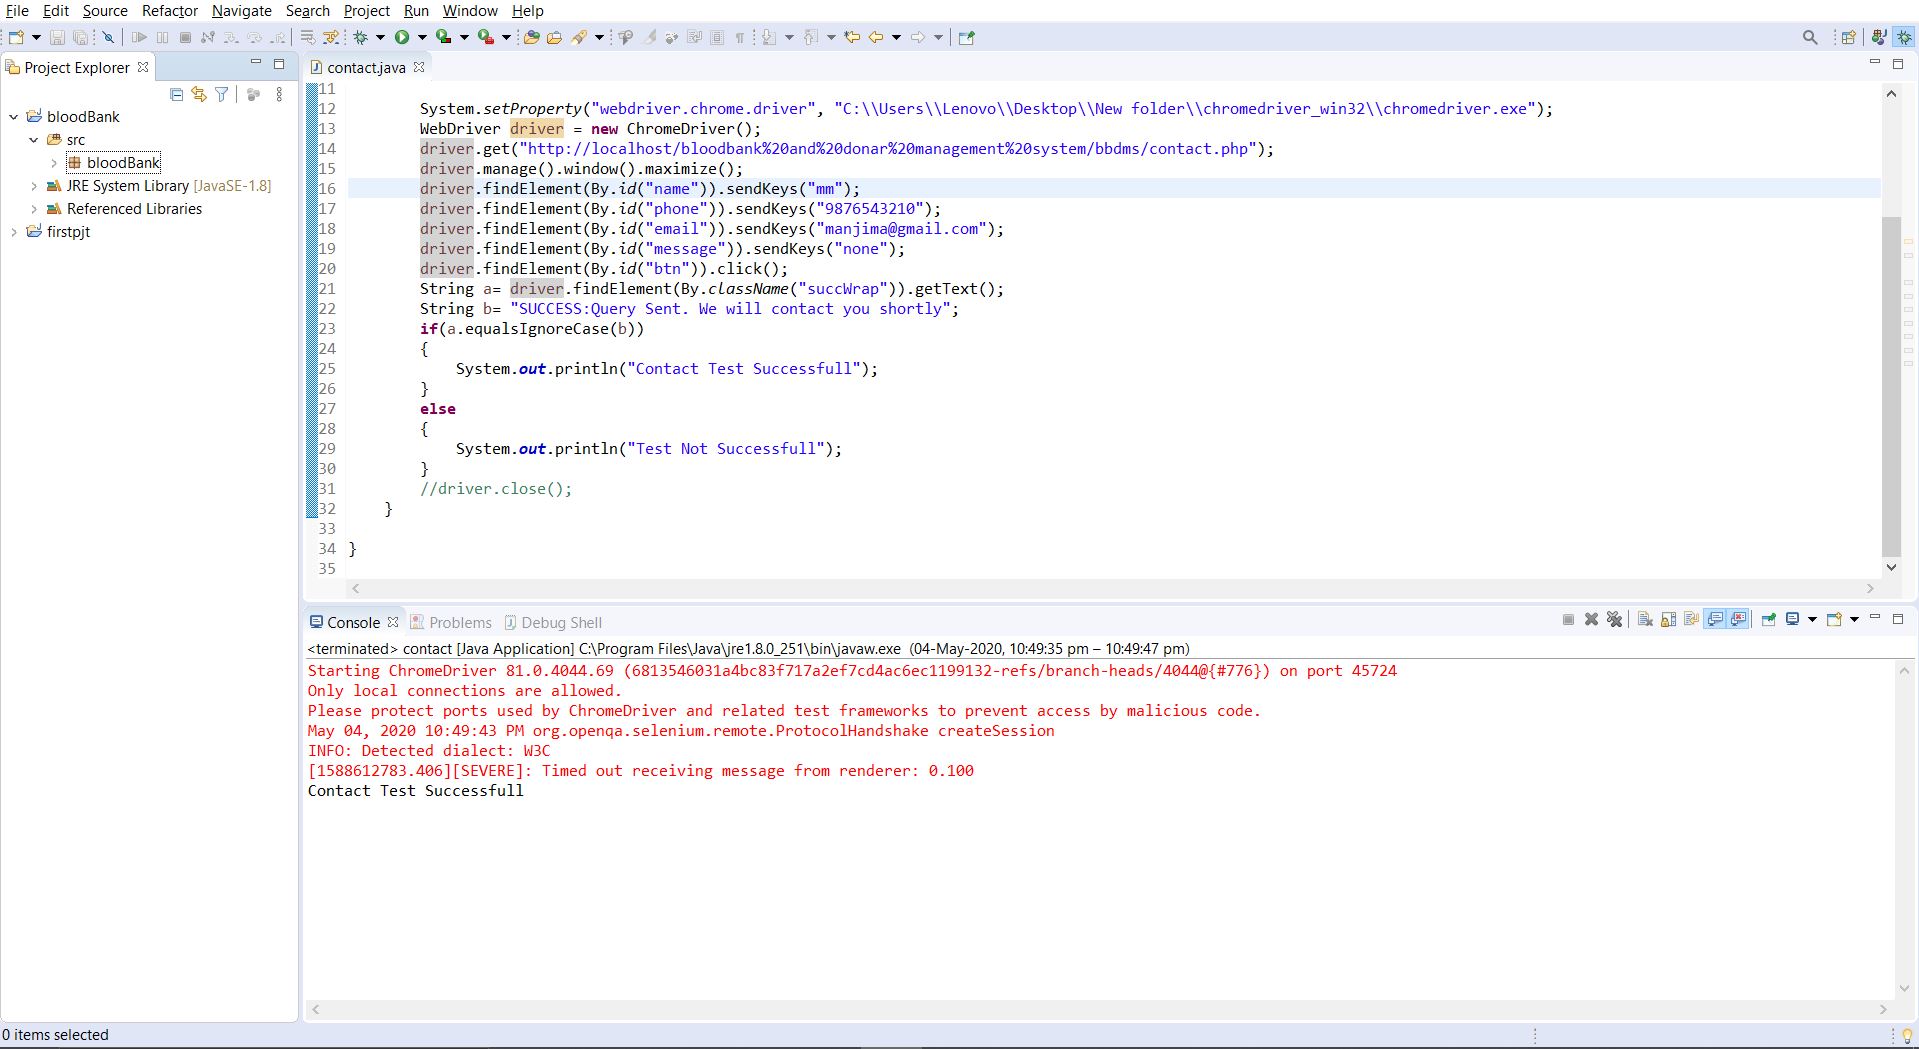 File Edit Source Refactor Navigate Search Project Run Window Help
Project Explorer
bloodBank
src
bloodBank
JRE System Library [JavaSE-1.8]
Referenced Libraries
firstpjt
contact.java
11
12 System.setProperty("webdriver.chrome.driver", "C:\\Users\\Lenovo\\Desktop\\New folder\\chromedriver_win32\\chromedriver.exe");
13 WebDriver driver = new ChromeDriver();
14 driver.get("http://localhost/bloodbank%20and%20donar%20management%20system/bbdms/contact.php");
15 driver.manage().window().maximize();
16 driver.findElement(By.id("name")).sendKeys("mm");
17 driver.findElement(By.id("phone")).sendKeys("9876543210");
18 driver.findElement(By.id("email")).sendKeys("manjima@gmail.com");
19 driver.findElement(By.id("message")).sendKeys("none");
20 driver.findElement(By.id("btn")).click();
21 String a= driver.findElement(By.className("succWrap")).getText();
22 String b= "SUCCESS:Query Sent. We will contact you shortly";
23 if(a.equalsIgnoreCase(b))
24 {
25 System.out.println("Contact Test Successfull");
26 }
27 else
28 {
29 System.out.println("Test Not Successfull");
30 }
31 //driver.close();
32 }
33
34 }
35
Console Problems Debug Shell
<terminated> contact [Java Application] C:\Program Files\Java\jre1.8.0_251\bin\javaw.exe (04-May-2020, 10:49:35 pm – 10:49:47 pm)
Starting ChromeDriver 81.0.4044.69 (6813546031a4bc83f717a2ef7cd4ac6ec1199132-refs/branch-heads/4044@{#776}) on port 45724
Only local connections are allowed.
Please protect ports used by ChromeDriver and related test frameworks to prevent access by malicious code.
May 04, 2020 10:49:43 PM org.openqa.selenium.remote.ProtocolHandshake createSession
INFO: Detected dialect: W3C
[1588612783.406][SEVERE]: Timed out receiving message from renderer: 0.100
Contact Test Successfull
0 items selected